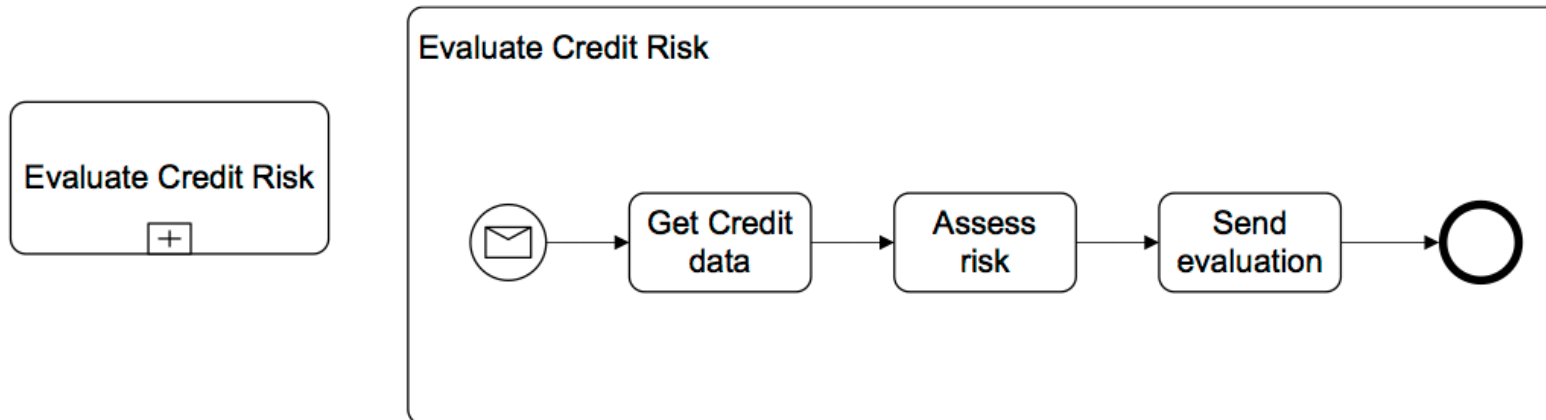 Evaluate Credit Risk
Evaluate Credit Risk
Get Credit
data
Assess
risk
Send
evaluation